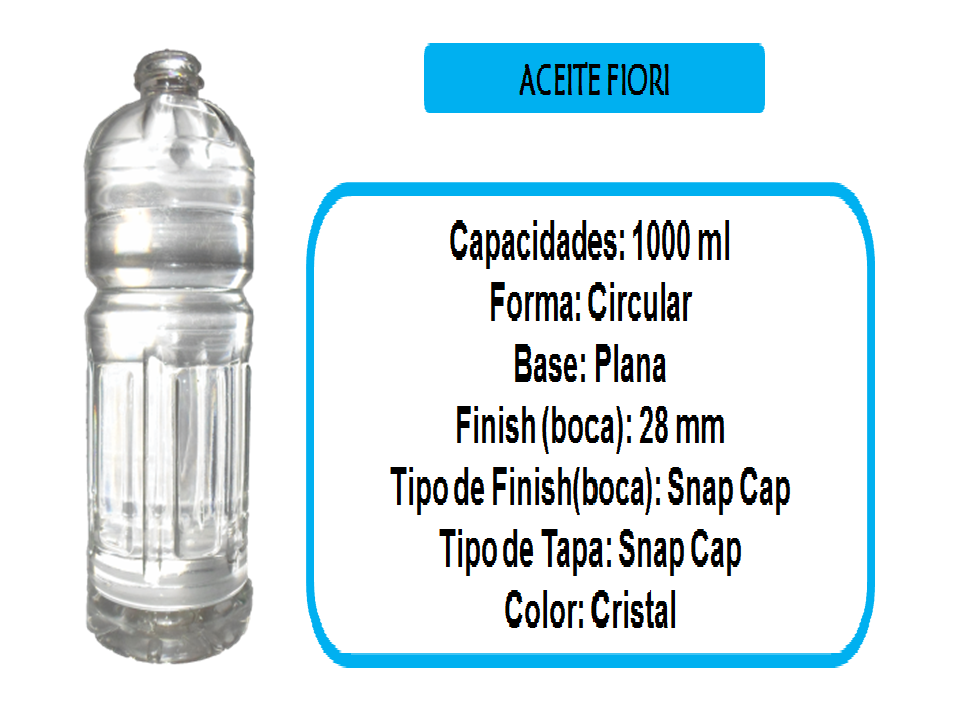 ACEITE FIORI
Capacidades: 1000 ml
Forma: Circular
Base: Plana
Finish (boca): 28 mm
Tipo de Finish(boca): Snap Cap
Tipo de Tapa: Snap Cap
Color: Cristal